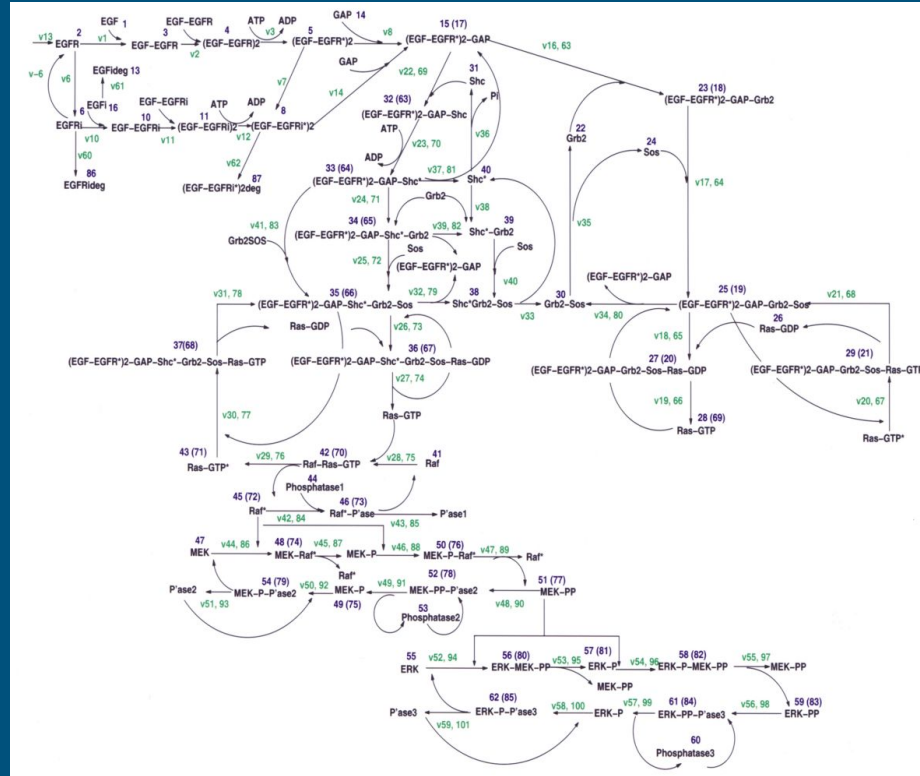 EGF 1
EGF-EGFR
ATP ADP
GAP 14
15 (17)
2 3 4 5
v13 EGFR v1 EGF-EGFR v2 (EGF-EGFR)2 v3 (EGF-EGFR*)2 v8 (EGF-EGFR*)2-GAP
v16, 63
GAP
v22, 69
31
Shc
v-6 v6
EGFideg 13
v61
EGFi 16
v7
v14
23 (18)
(EGF-EGFR*)2-GAP-Grb2
EGF-EGFRi
ATP ADP
32 (63)
(EGF-EGFR*)2-GAP-Shc
Pi
6 10 11 8
EGFRi v10 EGF-EGFRi v11 (EGF-EGFRi)2 v12 (EGF-EGFRi*)2
ATP
v23, 70
v36
22
Grb2
24
Sos
v60
v62
ADP
86
EGFRideg
87
(EGF-EGFRi*)2deg
33 (64)
(EGF-EGFR*)2-GAP-Shc*
v37, 81
40
Shc*
v17, 64
v24, 71
Grb2
v38
v35
v41, 83
34 (65)
(EGF-EGFR*)2-GAP-Shc*-Grb2
v39, 82
39
Shc*-Grb2
Grb2SOS
v25, 72
Sos
Sos
(EGF-EGFR*)2-GAP
v40
(EGF-EGFR*)2-GAP
v31, 78
35 (66)
(EGF-EGFR*)2-GAP-Shc*-Grb2-Sos
v32, 79
38
Shc*Grb2-Sos
v33
30
Grb2-Sos
v34, 80
25 (19)
(EGF-EGFR*)2-GAP-Grb2-Sos
v21, 68
Ras-GDP
v26, 73
v18, 65
26
Ras-GDP
37(68)
(EGF-EGFR*)2-GAP-Shc*-Grb2-Sos-Ras-GTP
36 (67)
(EGF-EGFR*)2-GAP-Shc*-Grb2-Sos-Ras-GDP
27 (20)
(EGF-EGFR*)2-GAP-Grb2-Sos-Ras-GDP
29 (21)
(EGF-EGFR*)2-GAP-Grb2-Sos-Ras-GT
v27, 74
v19, 66
v20, 67
v30, 77
Ras-GTP
28 (69)
Ras-GTP
Ras-GTP*
43 (71)
Ras-GTP*
v29, 76
42 (70)
Raf-Ras-GTP
v28, 75
41
Raf
44
Phosphatase1
45 (72)
Raf*
46 (73)
Raf*-P'ase
P'ase1
v42, 84
v43, 85
47
MEK
v44, 86
48 (74)
MEK-Raf*
v45, 87
MEK-P
v46, 88
50 (76)
MEK-P-Raf*
v47, 89
Raf*
Raf*
P'ase2
v51, 93
54 (79)
MEK-P-P'ase2
v50, 92
MEK-P
49 (75)
v49, 91
52 (78)
MEK-PP-P'ase2
v48, 90
51 (77)
MEK-PP
53
Phosphatase2
55
ERK
v52, 94
56 (80)
ERK-MEK-PP
v53, 95
57 (81)
ERK-P
v54, 96
58 (82)
ERK-P-MEK-PP
v55, 97
MEK-PP
MEK-PP
P'ase3
v59, 101
62 (85)
ERK-P-P'ase3
v58, 100
ERK-P
v57, 99
61 (84)
ERK-PP-P'ase3
v56, 98
59 (83)
ERK-PP
60
Phosphatase3